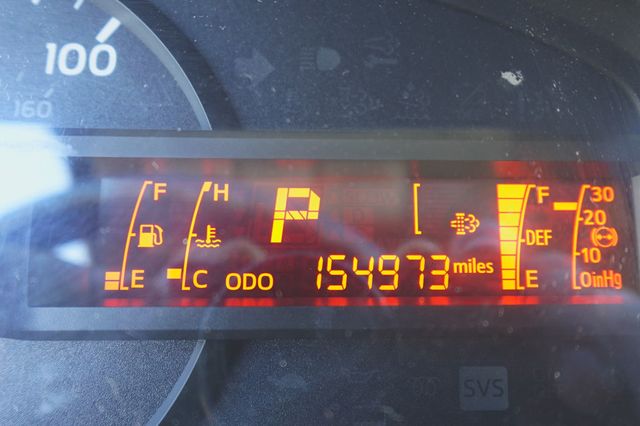 100
160
F H P F 30
20
DEF
10
E C ODO 154973 miles E 0inHg
SVS